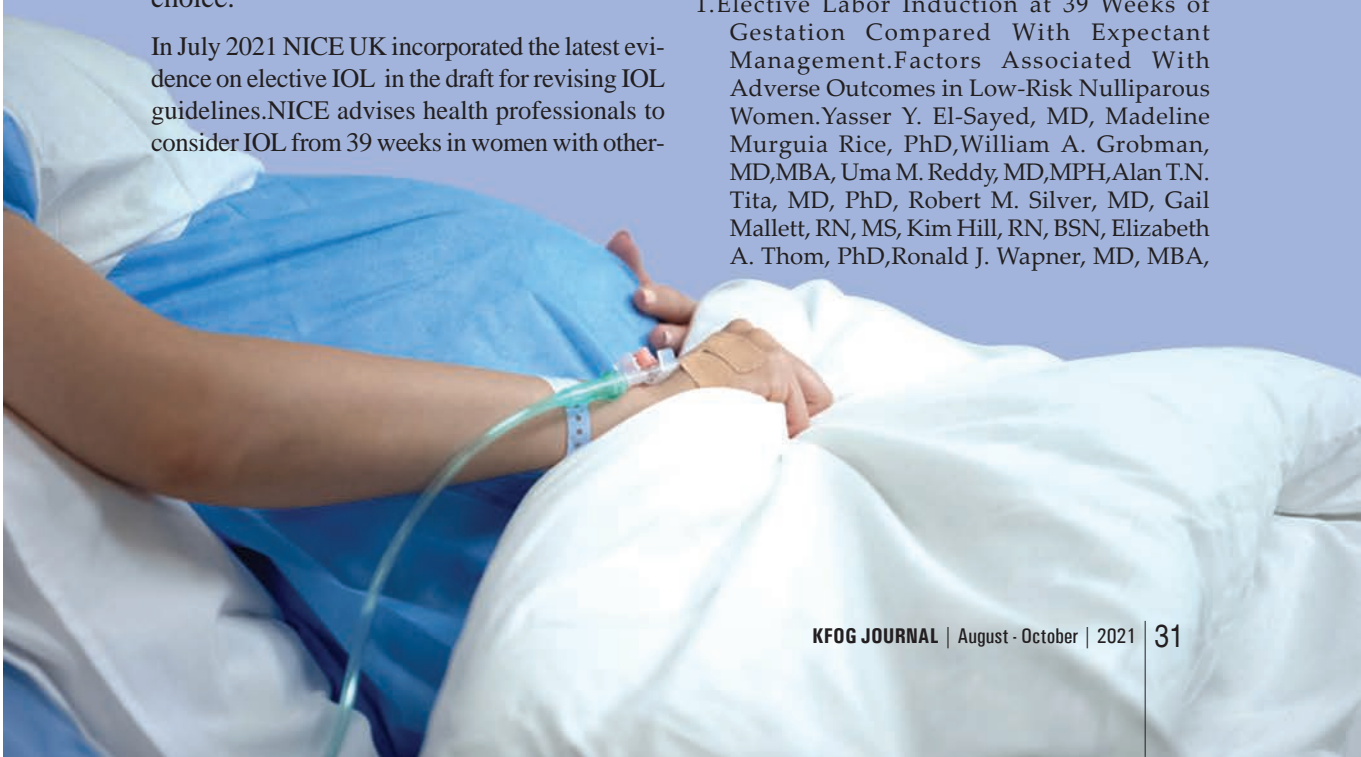 choice.
In July 2021 NICE UK incorporated the latest evi-
dence on elective IOL in the draft for revising IOL
guidelines.NICE advises health professionals to
consider IOL from 39 weeks in women with other-
1.Elective Labor Induction at 39 Weeks of
Gestation Compared With Expectant
Management.Factors Associated With
Adverse Outcomes in Low-Risk Nulliparous
Women.Yasser Y. El-Sayed, MD, Madeline
Murguia Rice, PhD,William A. Grobman,
MD,MBA, Uma M. Reddy, MD,MPH,Alan T.N.
Tita, MD, PhD, Robert M. Silver, MD, Gail
Mallett, RN, MS, Kim Hill, RN, BSN, Elizabeth
A. Thom, PhD,Ronald J. Wapner, MD, MBA,
KFOG JOURNAL | August - October | 2021 | 31